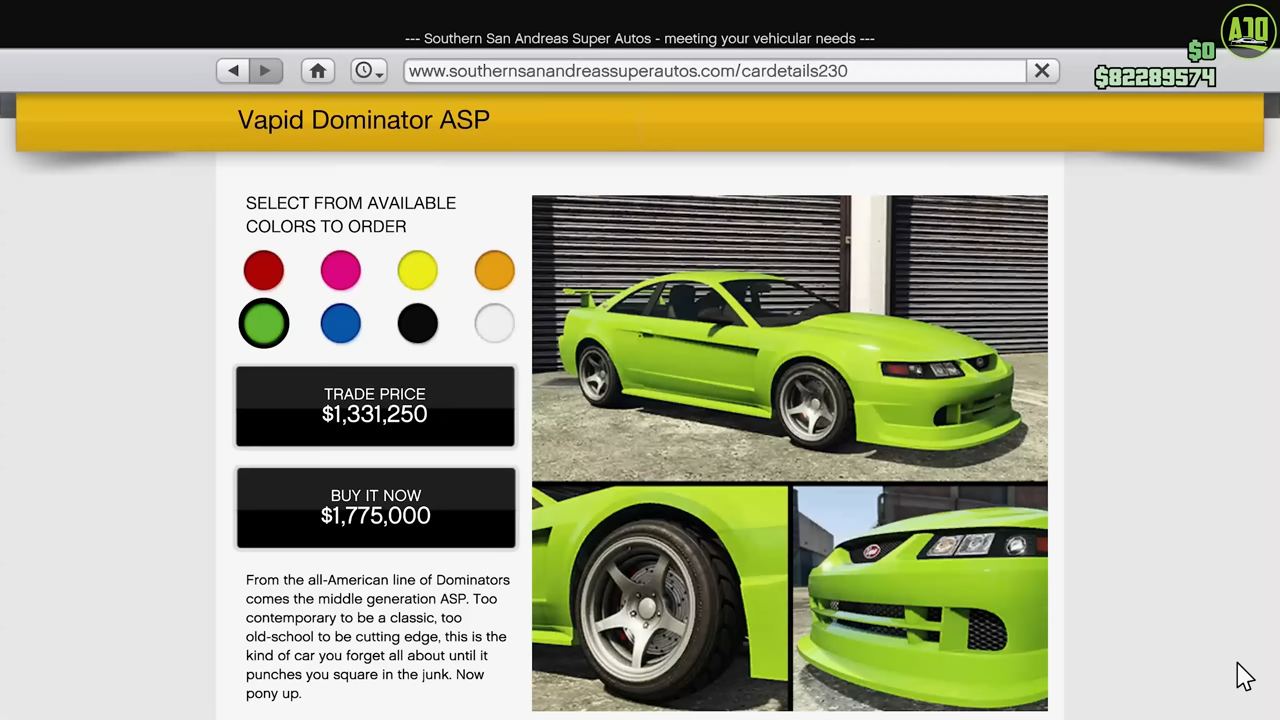 --- Southern San Andreas Super Autos - meeting your vehicular needs ---
AJO
$0
www.southernsanandreassuperautos.com/cardetails230
$82289574
Vapid Dominator ASP
SELECT FROM AVAILABLE
COLORS TO ORDER
TRADE PRICE
$1,331,250
BUY IT NOW
$1,775,000
From the all-American line of Dominators
comes the middle generation ASP. Too
contemporary to be a classic, too
old-school to be cutting edge, this is the
kind of car you forget all about until it
punches you square in the junk. Now
pony up.